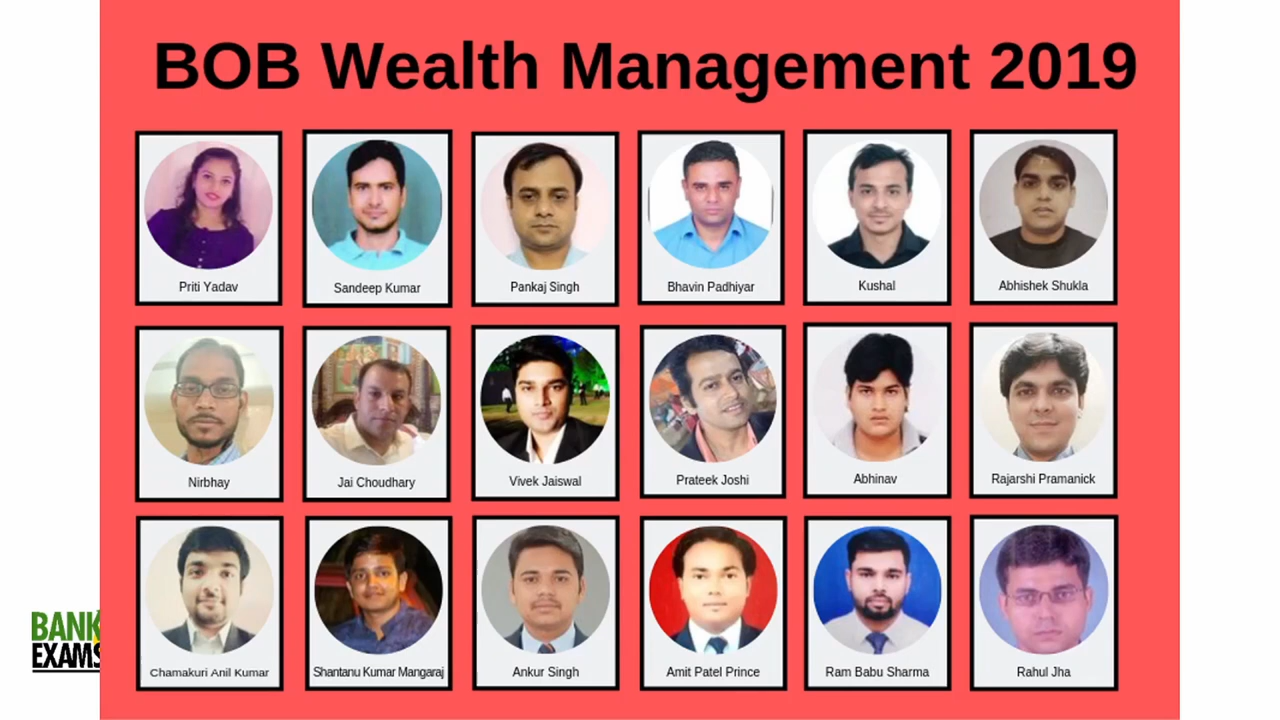 BOB Wealth Management 2019
Priti Yadav
Sandeep Kumar
Pankaj Singh
Bhavin Padhiyar
Kushal
Abhishek Shukla
Nirbhay
Jai Choudhary
Vivek Jaiswal
Prateek Joshi
Abhinav
Rajarshi Pramanick
Chamakuri Anil Kumar
Shantanu Kumar Mangaraj
Ankur Singh
Amit Patel Prince
Ram Babu Sharma
Rahul Jha
BANK
EXAMS